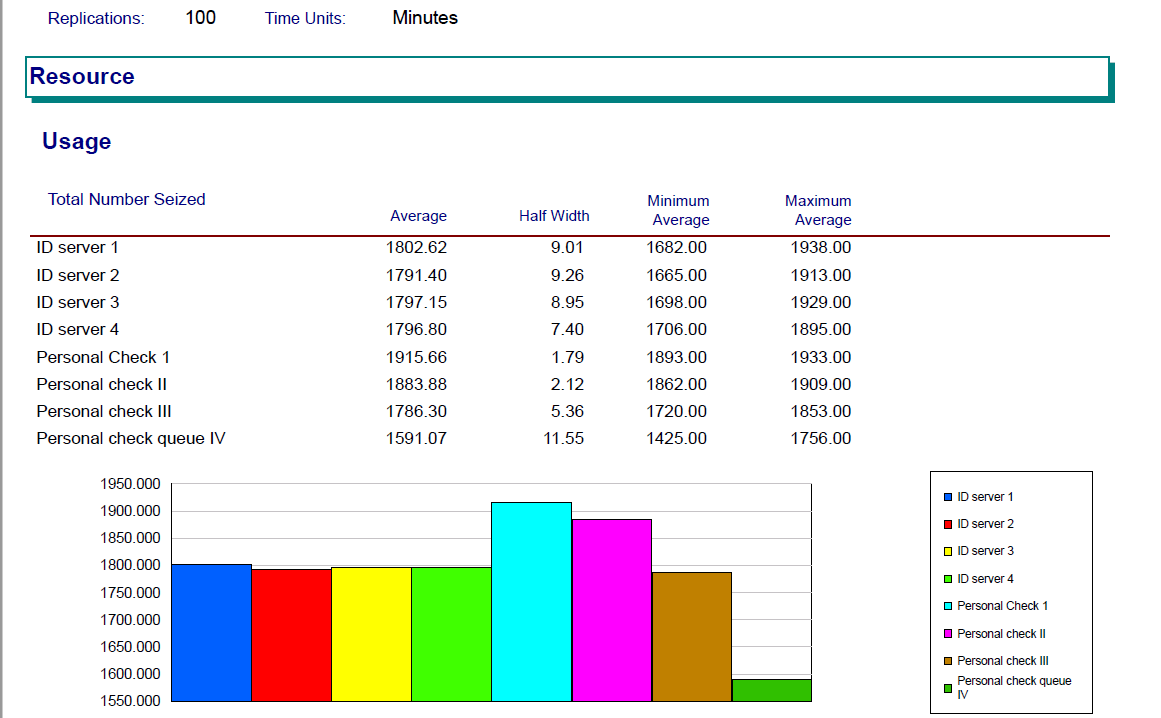 Replications: 100 Time Units: Minutes
Resource
Usage
Total Number Seized Average Half Width Minimum Average Maximum Average
ID server 1 1802.62 9.01 1682.00 1938.00
ID server 2 1791.40 9.26 1665.00 1913.00
ID server 3 1797.15 8.95 1698.00 1929.00
ID server 4 1796.80 7.40 1706.00 1895.00
Personal Check 1 1915.66 1.79 1893.00 1933.00
Personal check II 1883.88 2.12 1862.00 1909.00
Personal check III 1786.30 5.36 1720.00 1853.00
Personal check queue IV 1591.07 11.55 1425.00 1756.00
1950.000
1900.000
1850.000
1800.000
1750.000
1700.000
1650.000
1600.000
1550.000
ID server 1
ID server 2
ID server 3
ID server 4
Personal Check 1
Personal check II
Personal check III
Personal check queue
IV